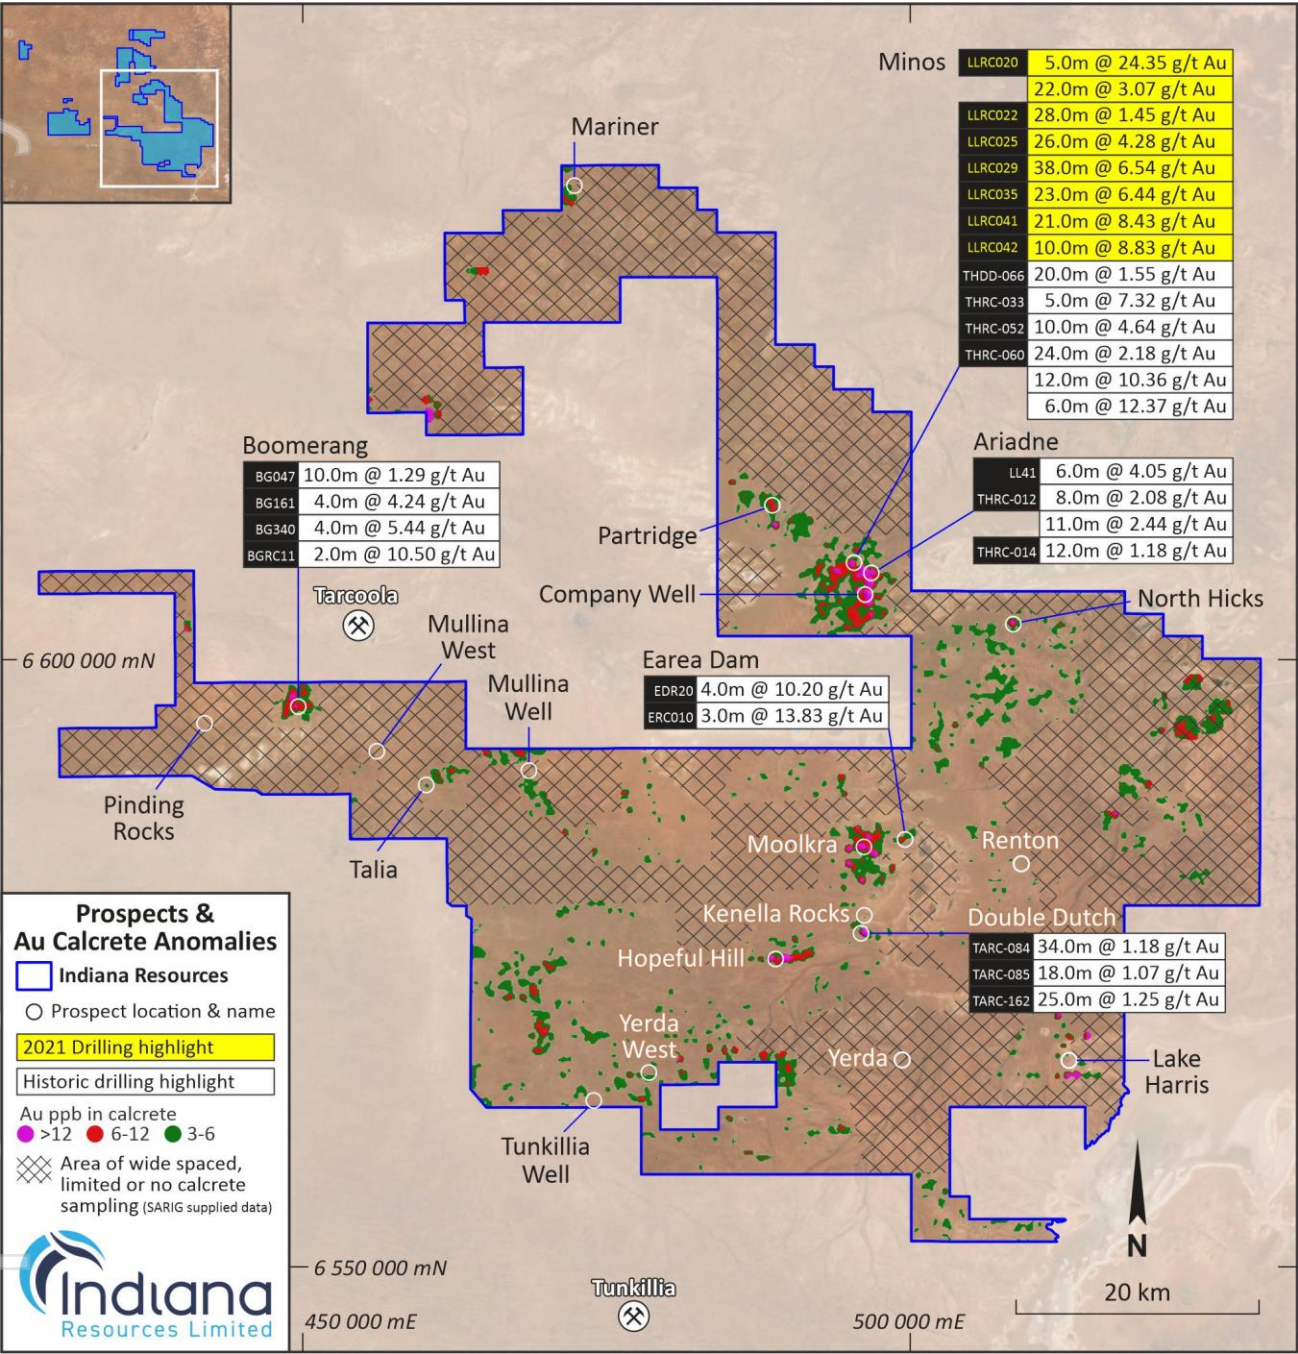 Minos
LLRC020 5.0m @ 24.35 g/t Au
22.0m @ 3.07 g/t Au
LLRC022 28.0m @ 1.45 g/t Au
LLRC025 26.0m @ 4.28 g/t Au
LLRC029 38.0m @ 6.54 g/t Au
LLRC035 23.0m @ 6.44 g/t Au
LLRC041 21.0m @ 8.43 g/t Au
LLRC042 10.0m @ 8.83 g/t Au
THDD-066 20.0m @ 1.55 g/t Au
THRC-033 5.0m @ 7.32 g/t Au
THRC-052 10.0m @ 4.64 g/t Au
THRC-060 24.0m @ 2.18 g/t Au
12.0m @ 10.36 g/t Au
6.0m @ 12.37 g/t Au
Mariner
Ariadne
LL41 6.0m @ 4.05 g/t Au
THRC-012 8.0m @ 2.08 g/t Au
11.0m @ 2.44 g/t Au
THRC-014 12.0m @ 1.18 g/t Au
Boomerang
BG047 10.0m @ 1.29 g/t Au
BG161 4.0m @ 4.24 g/t Au
BG340 4.0m @ 5.44 g/t Au
BGRC11 2.0m @ 10.50 g/t Au
Partridge
Company Well
Tarcoola
North Hicks
Mullina
West
6 600 000 mN
Earea Dam
EDR20 4.0m @ 10.20 g/t Au
ERC010 3.0m @ 13.83 g/t Au
Mullina
Well
Pinding
Rocks
Talia
Moolkra
Renton
Kenella Rocks
Double Dutch
TARC-084 34.0m @ 1.18 g/t Au
TARC-085 18.0m @ 1.07 g/t Au
TARC-162 25.0m @ 1.25 g/t Au
Hopeful Hill
Yerda
West
Yerda
Lake
Harris
Tunkillia
Well
Prospects &
Au Calcrete Anomalies
Indiana Resources
Prospect location & name
2021 Drilling highlight
Historic drilling highlight
Au ppb in calcrete
>12 6-12 3-6
Area of wide spaced,
limited or no calcrete
sampling (SARIG supplied data)
Indiana
Resources Limited
6 550 000 mN
Tunkillia
N
20 km
450 000 mE
500 000 mE